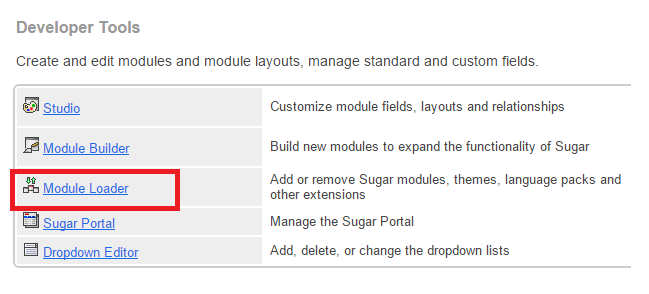 Developer Tools
Create and edit modules and module layouts, manage standard and custom fields.
Studio
Customize module fields, layouts and relationships
Module Builder
Build new modules to expand the functionality of Sugar
Module Loader
Add or remove Sugar modules, themes, language packs and
other extensions
Sugar Portal
Manage the Sugar Portal
Dropdown Editor
Add, delete, or change the dropdown lists